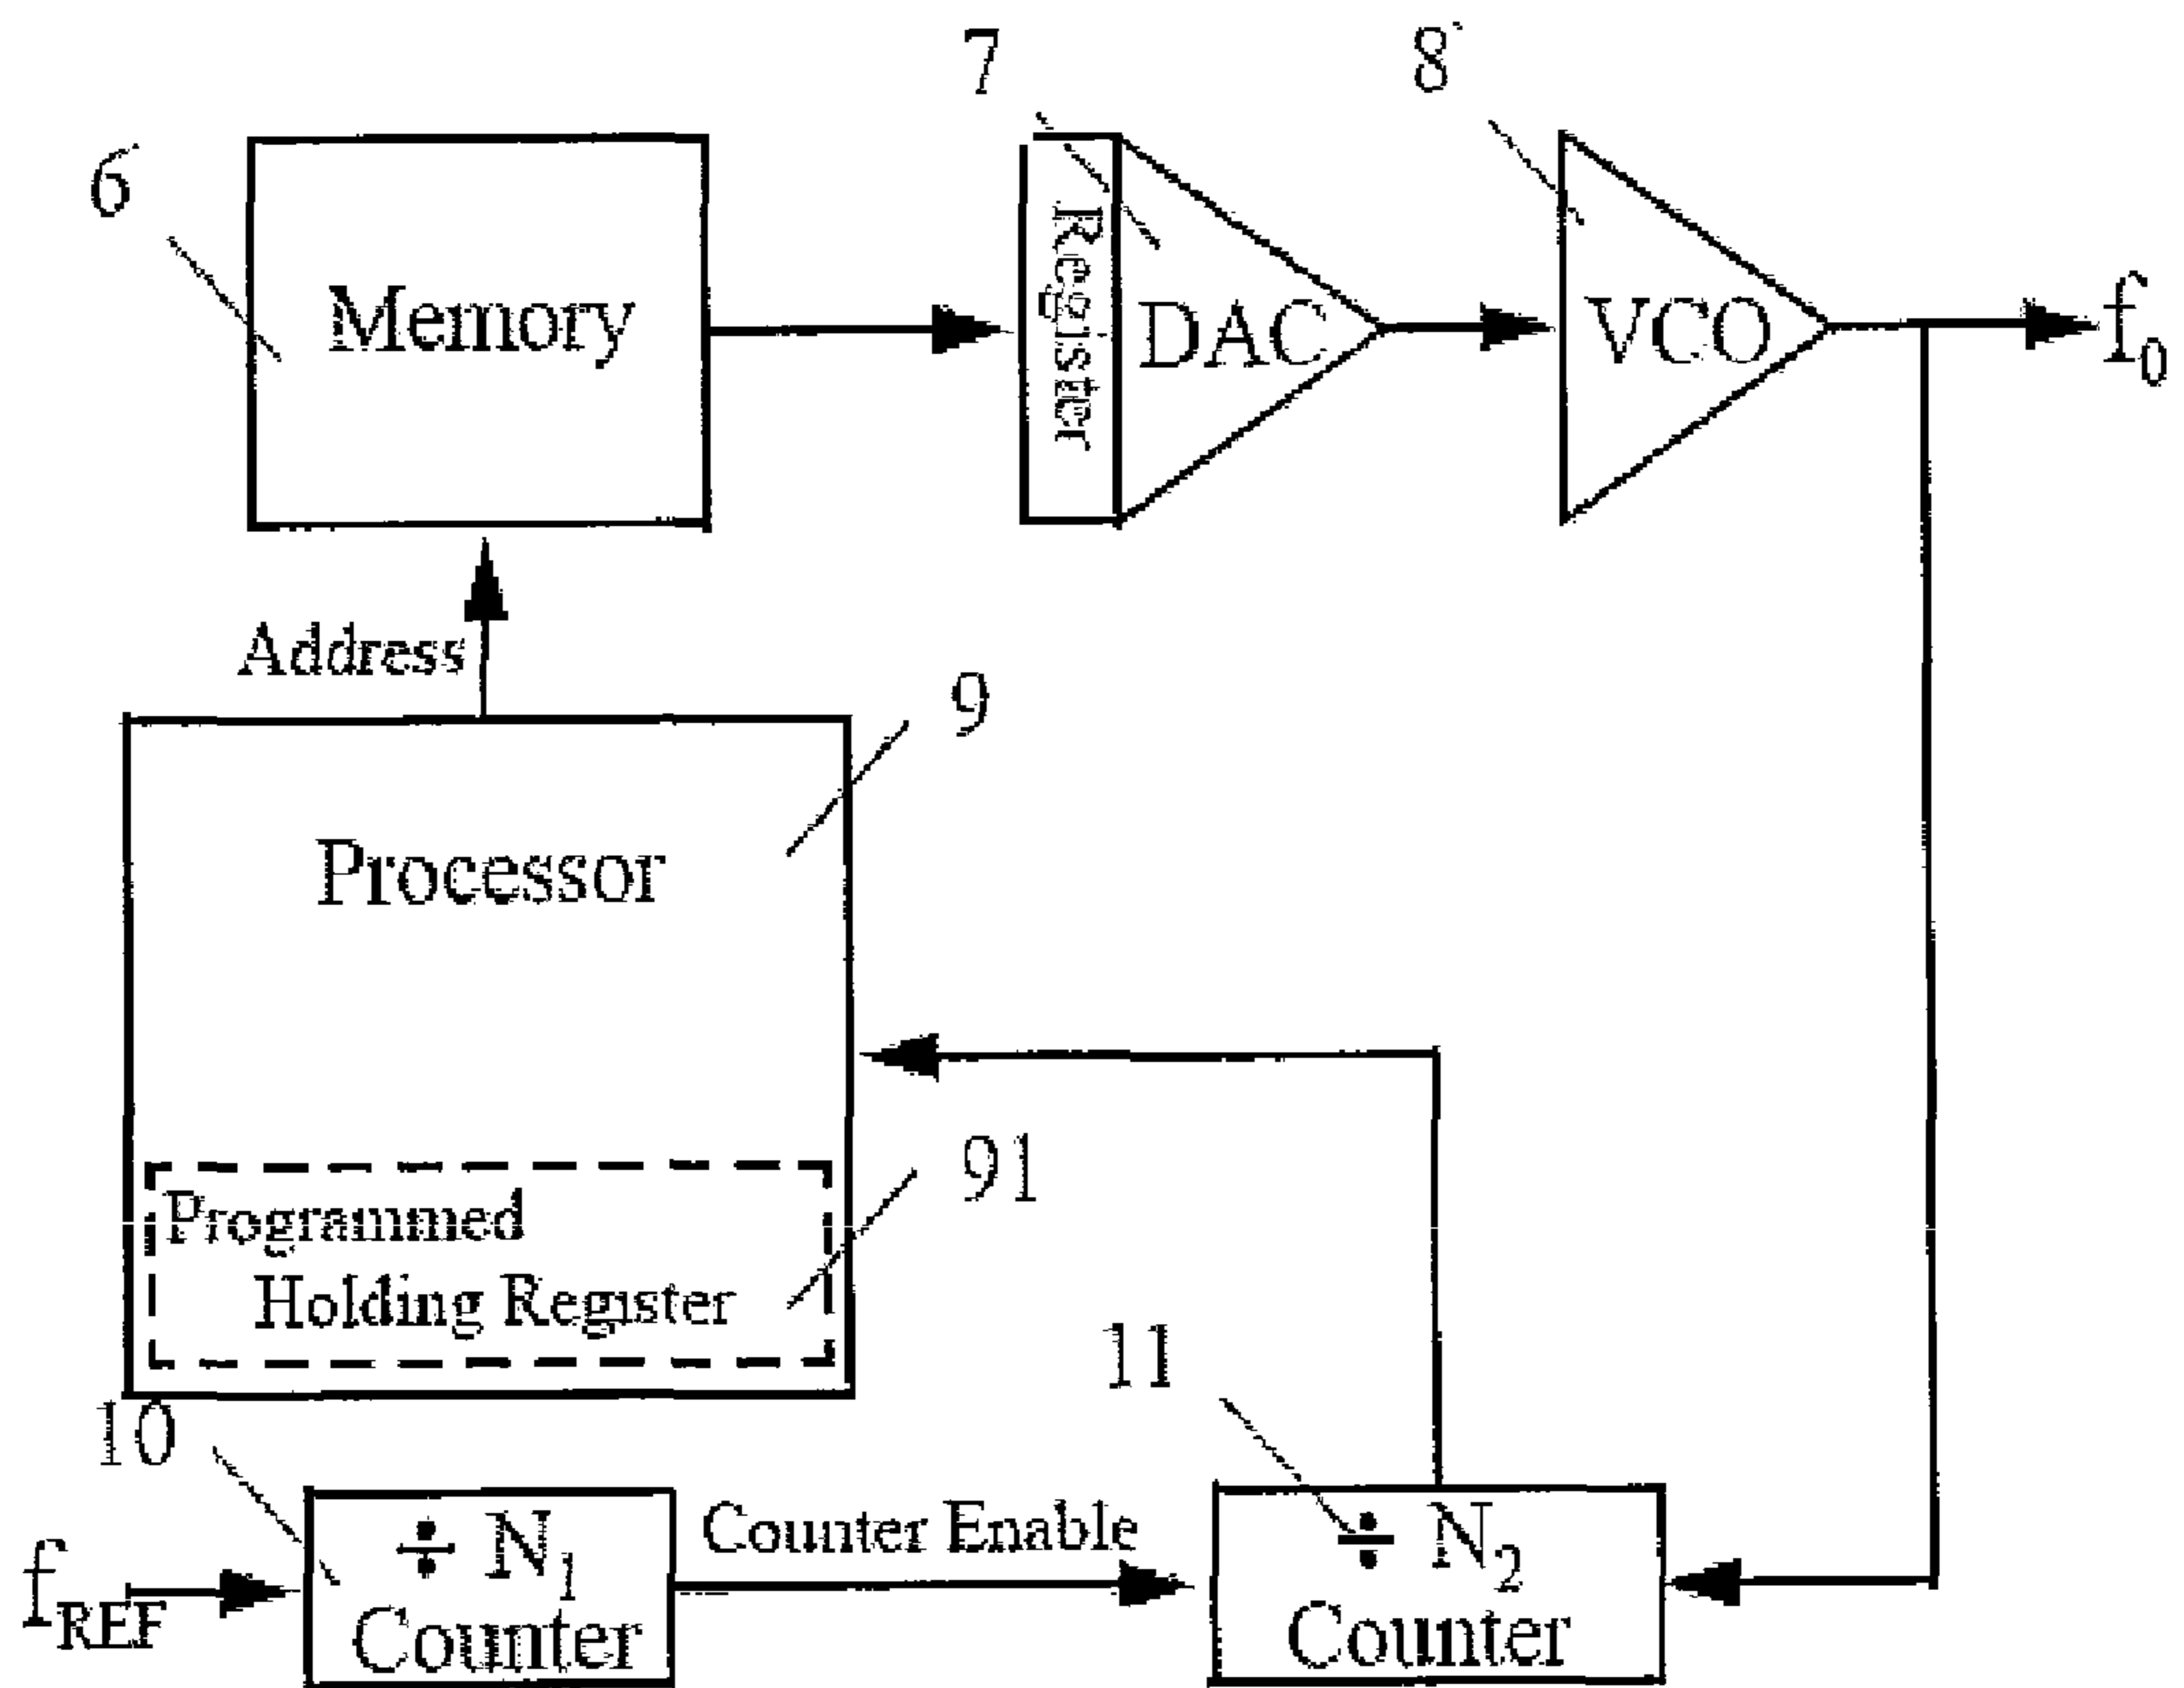 7
8
6
Memory
Register
DAC
VCO
f0
Address
9
Processor
91
Programmed
Holding Register
11
10
÷ N1
Counter Enable
÷ N2
fREF
Counter
Counter